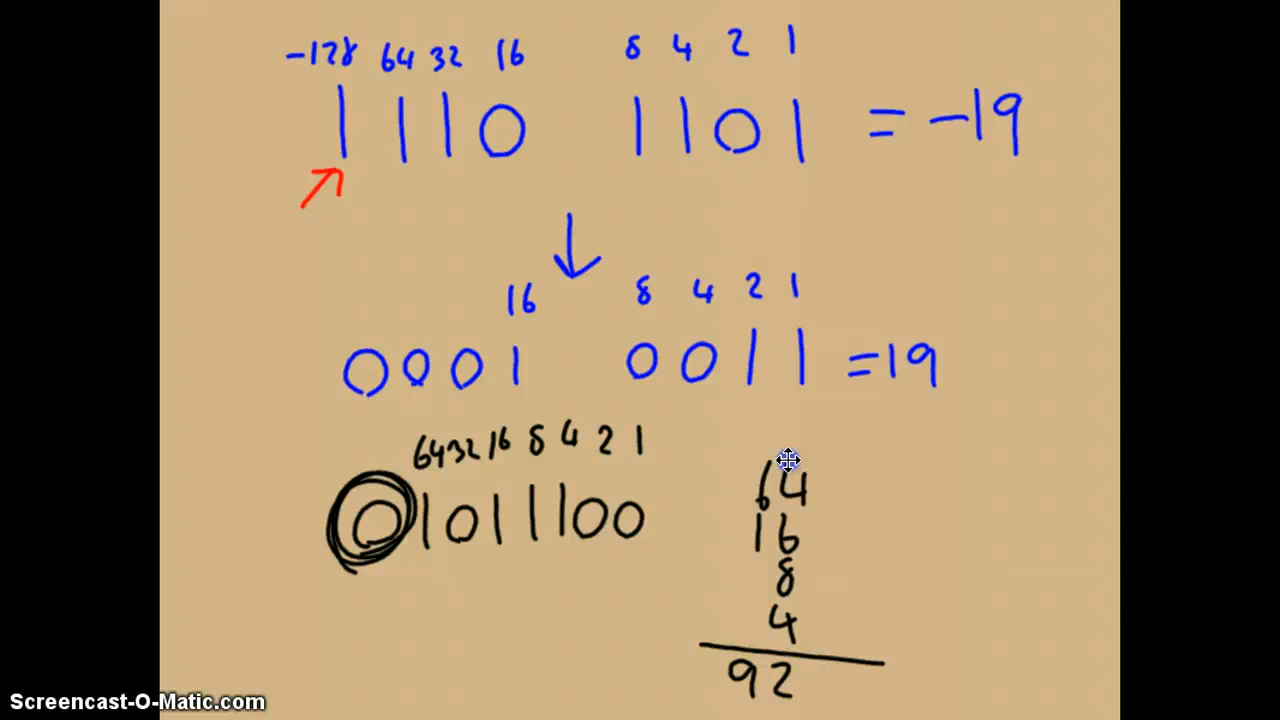 -128 64 32 16 8 4 2 1
1110 1101 = -19
16 8 4 2 1
0001 0011 = 19
64 32 16 8 4 2 1
01011100
64
16
8
4
92
Screencast-O-Matic.com